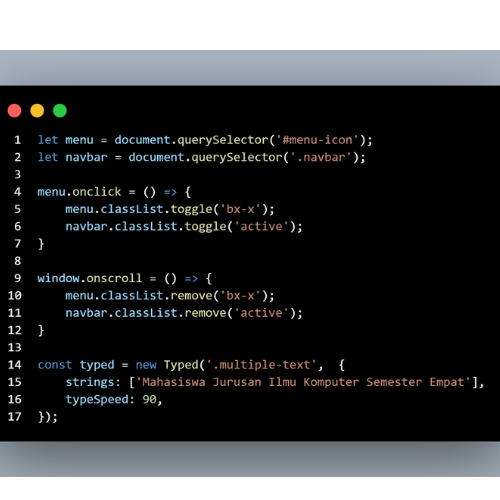 1 let menu = document.querySelector('#menu-icon');
2 let navbar = document.querySelector('.navbar');
3
4 menu.onclick = () => {
5     menu.classList.toggle('bx-x');
6     navbar.classList.toggle('active');
7 }
8
9 window.onscroll = () => {
10     menu.classList.remove('bx-x');
11     navbar.classList.remove('active');
12 }
13
14 const typed = new Typed('.multiple-text',  {
15     strings: ['Mahasiswa Jurusan Ilmu Komputer Semester Empat'],
16     typeSpeed: 90,
17 });